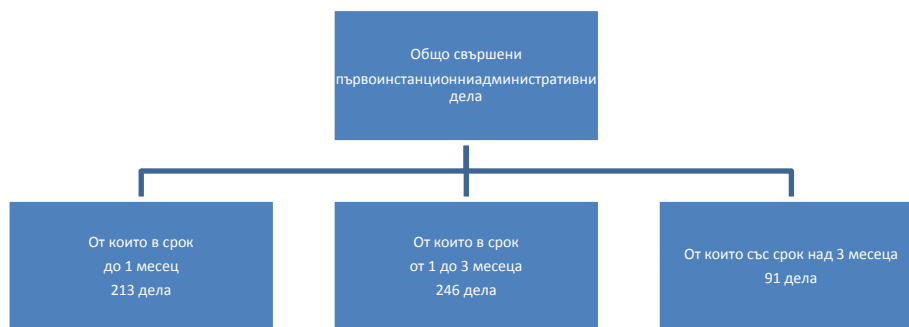 Общо свършени
първоинстанционниадминистративни
дела
От които в срок
до 1 месец
213 дела
От които в срок
от 1 до 3 месеца
246 дела
От които със срок над 3 месеца
91 дела